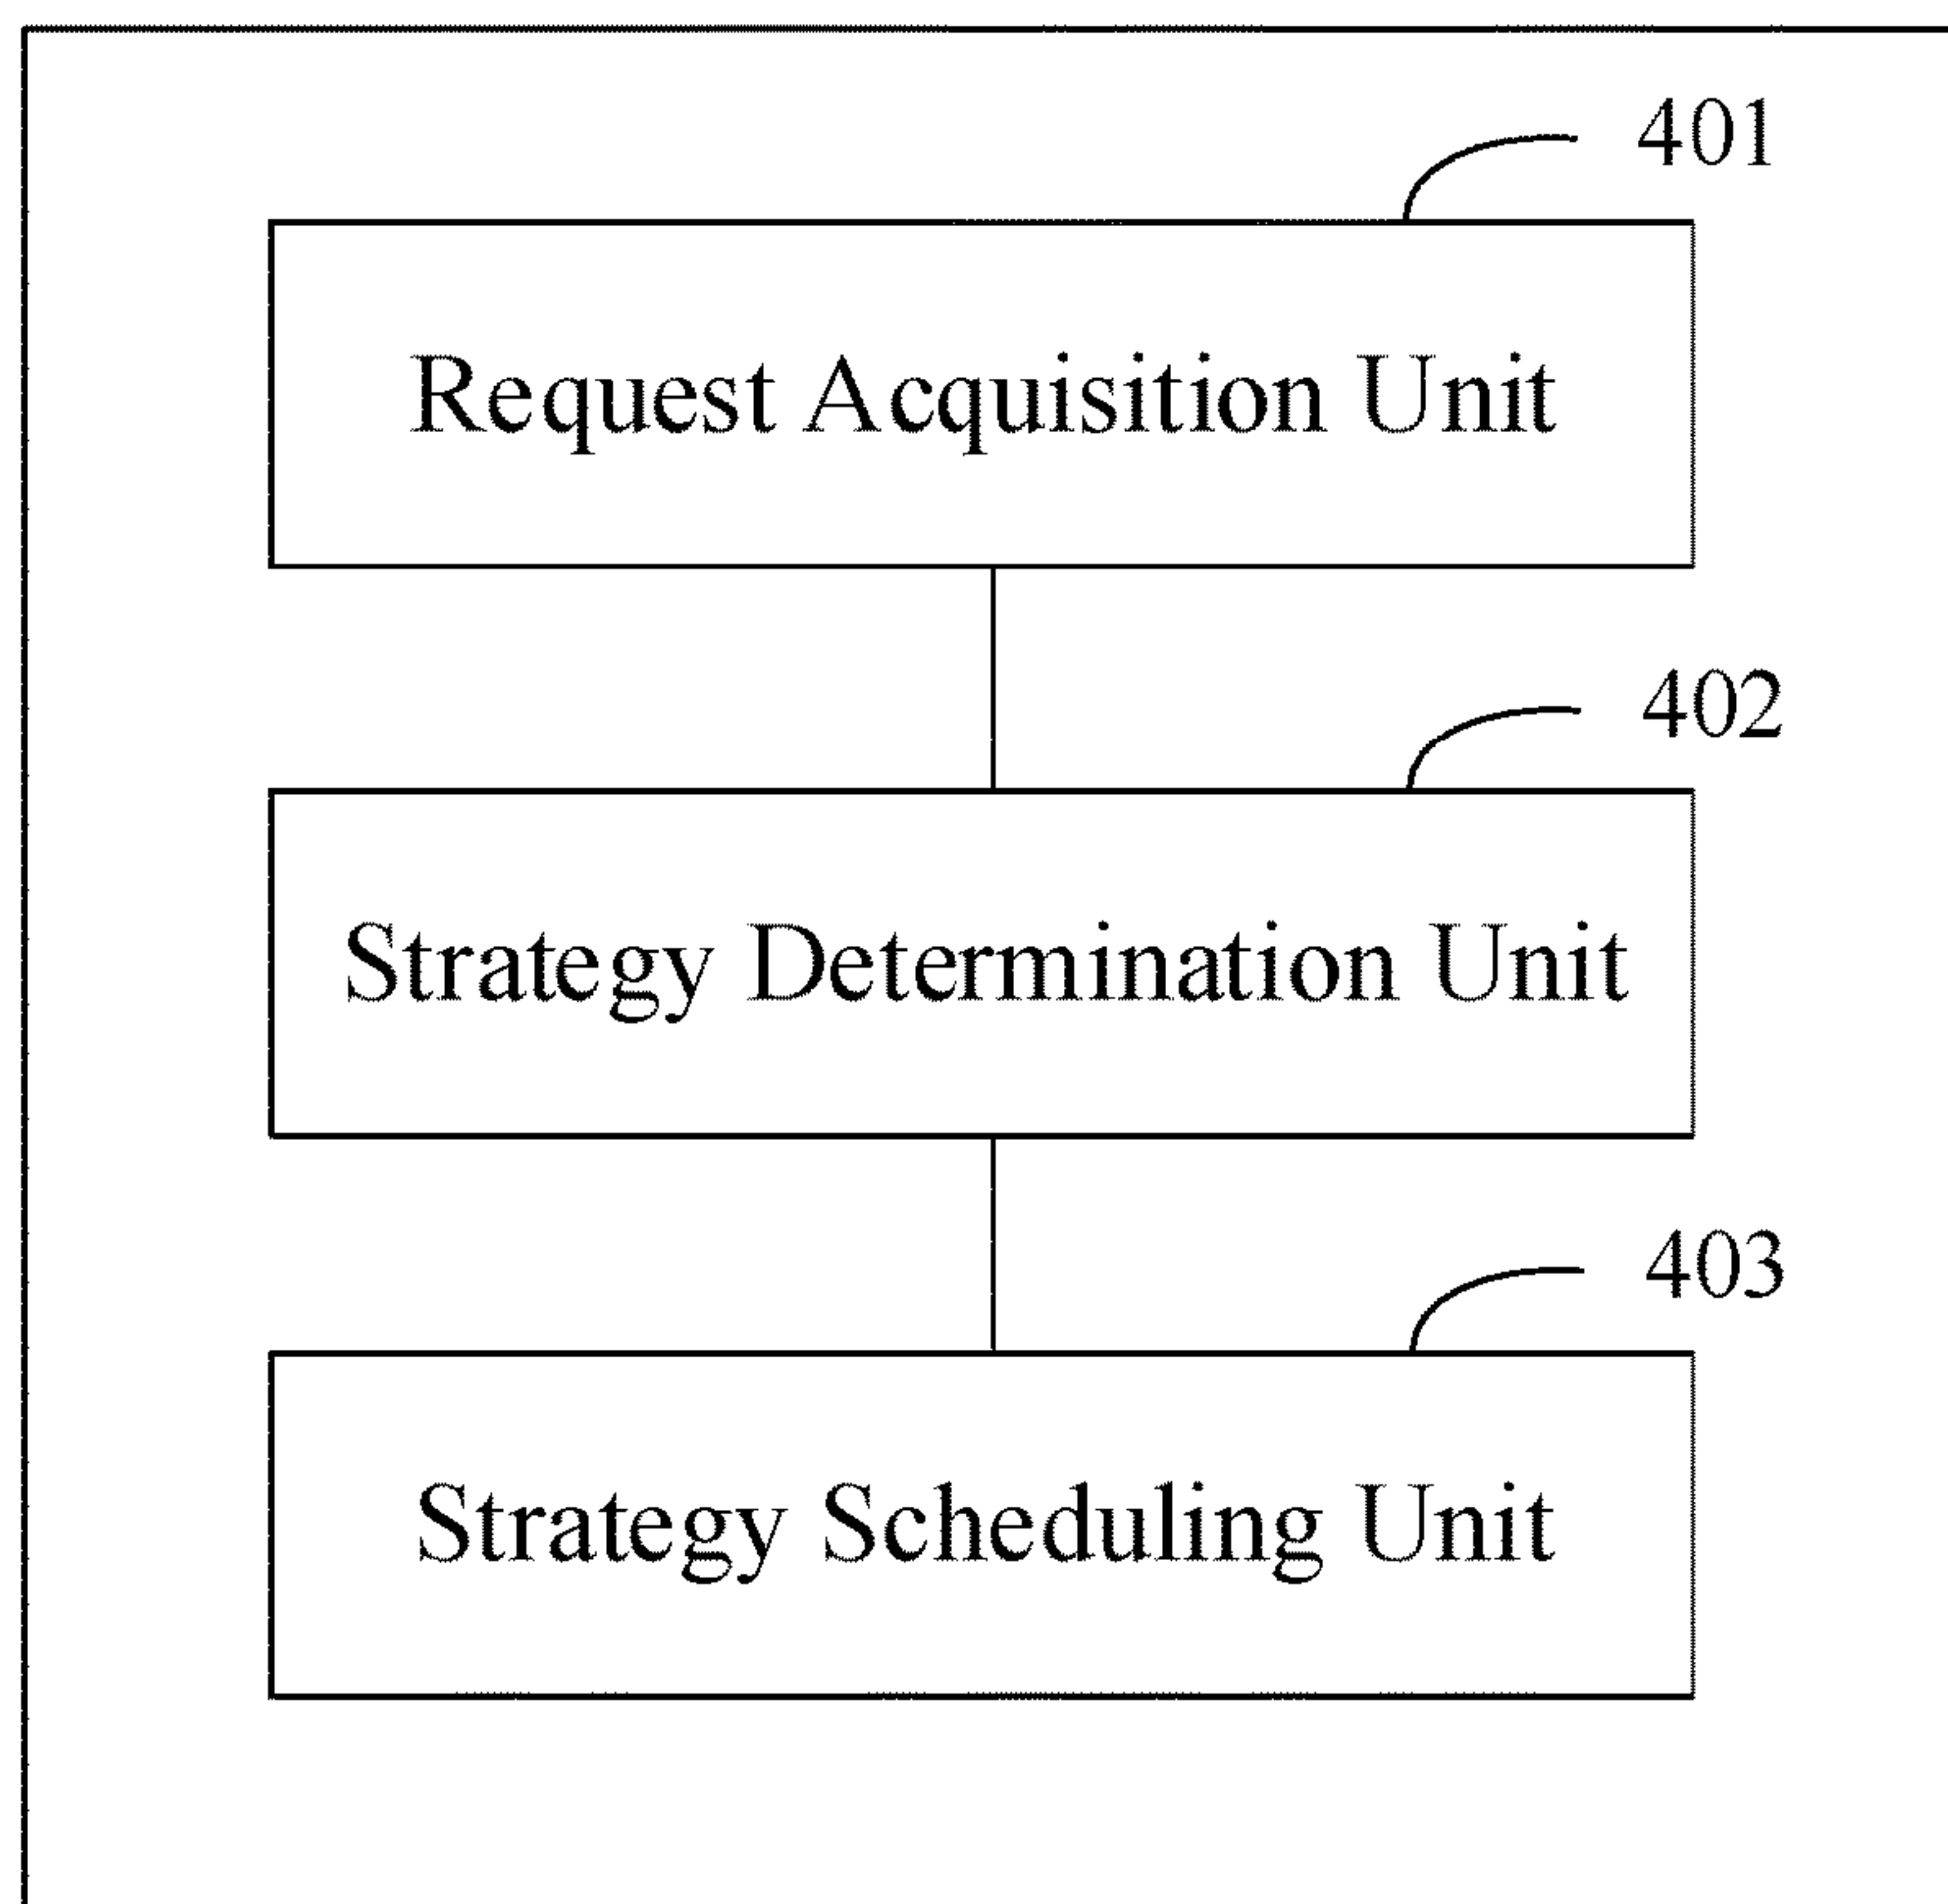 401
Request Acquisition Unit
402
Strategy Determination Unit
403
Strategy Scheduling Unit